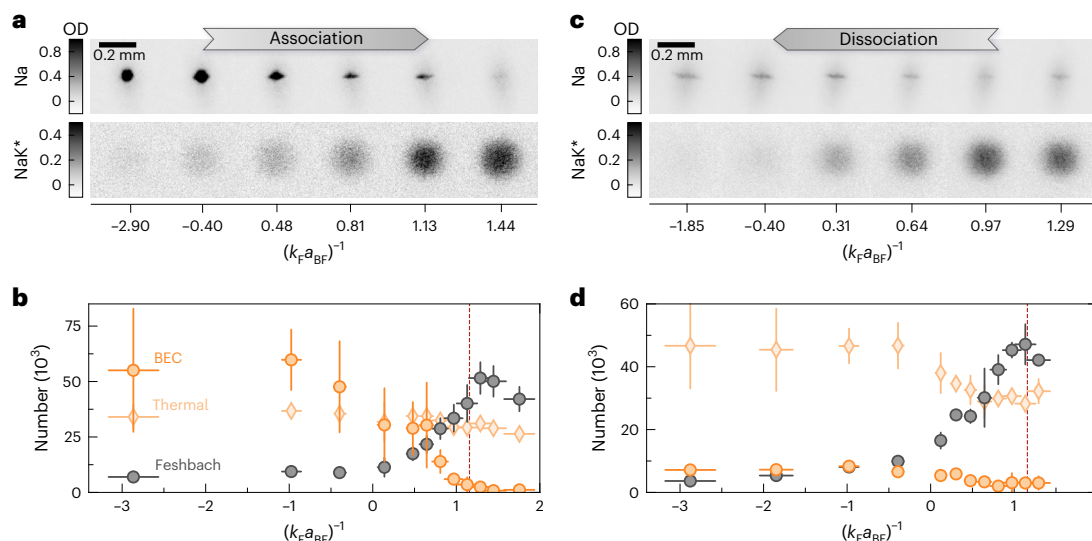 a
OD
Association
0.2 mm
Na
0.8
0.4
0
NaK*
0.4
0.2
0
−2.90 −0.40 0.48 0.81 1.13 1.44
(kFaBF)−1
c
OD
Dissociation
0.2 mm
Na
0.8
0.4
0
NaK*
0.4
0.2
0
−1.85 −0.40 0.31 0.64 0.97 1.29
(kFaBF)−1
b
Number (10³)
75
50
25
0
BEC
Thermal
Feshbach
−3 −2 −1 0 1 2
(kFaBF)−1
d
Number (10³)
60
40
20
0
−3 −2 −1 0 1 2
(kFaBF)−1